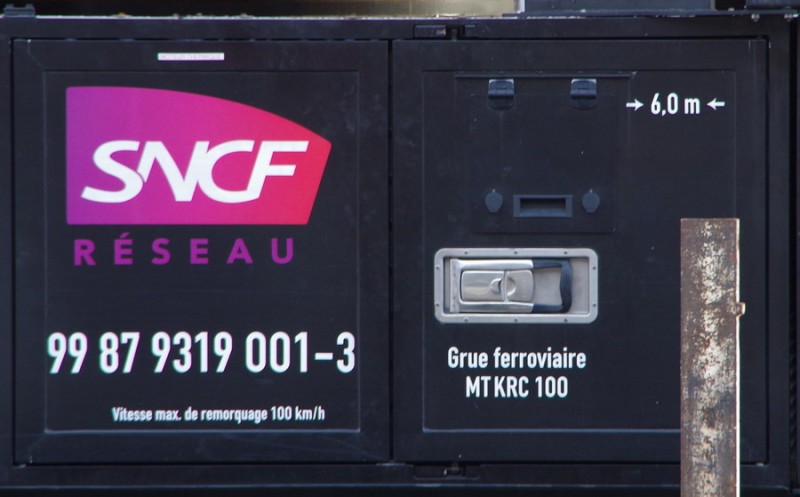 SNCF
RÉSEAU
99 87 9319 001-3
Vitesse max. de remorquage 100 km/h
→ 6,0 m ←
Grue ferroviaire
MT KRC 100